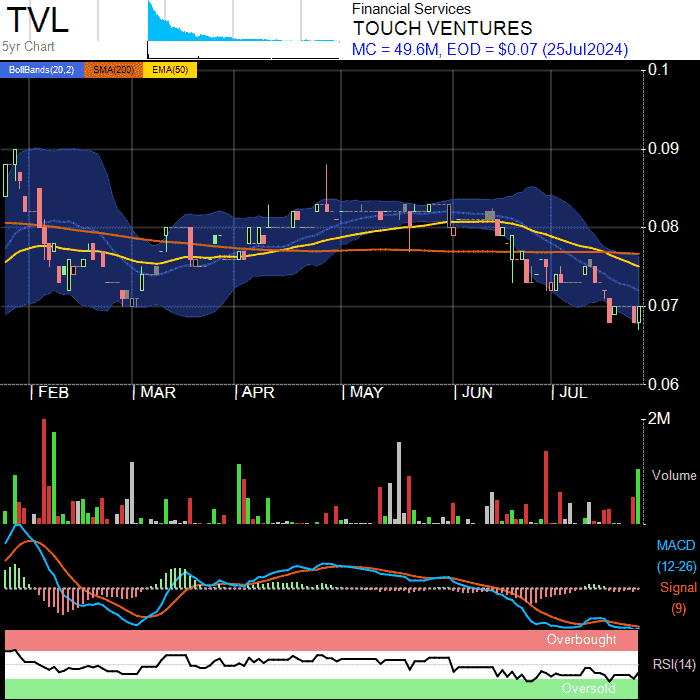 TVL
5yr Chart
Financial Services
TOUCH VENTURES
MC = 49.6M, EOD = $0.07 (25Jul2024)
BollBands(20,2) SMA(200) EMA(50)
0.1
0.09
0.08
0.07
0.06
FEB MAR APR MAY JUN JUL
2M
Volume
MACD
(12-26)
Signal
(9)
Overbought
RSI(14)
Oversold